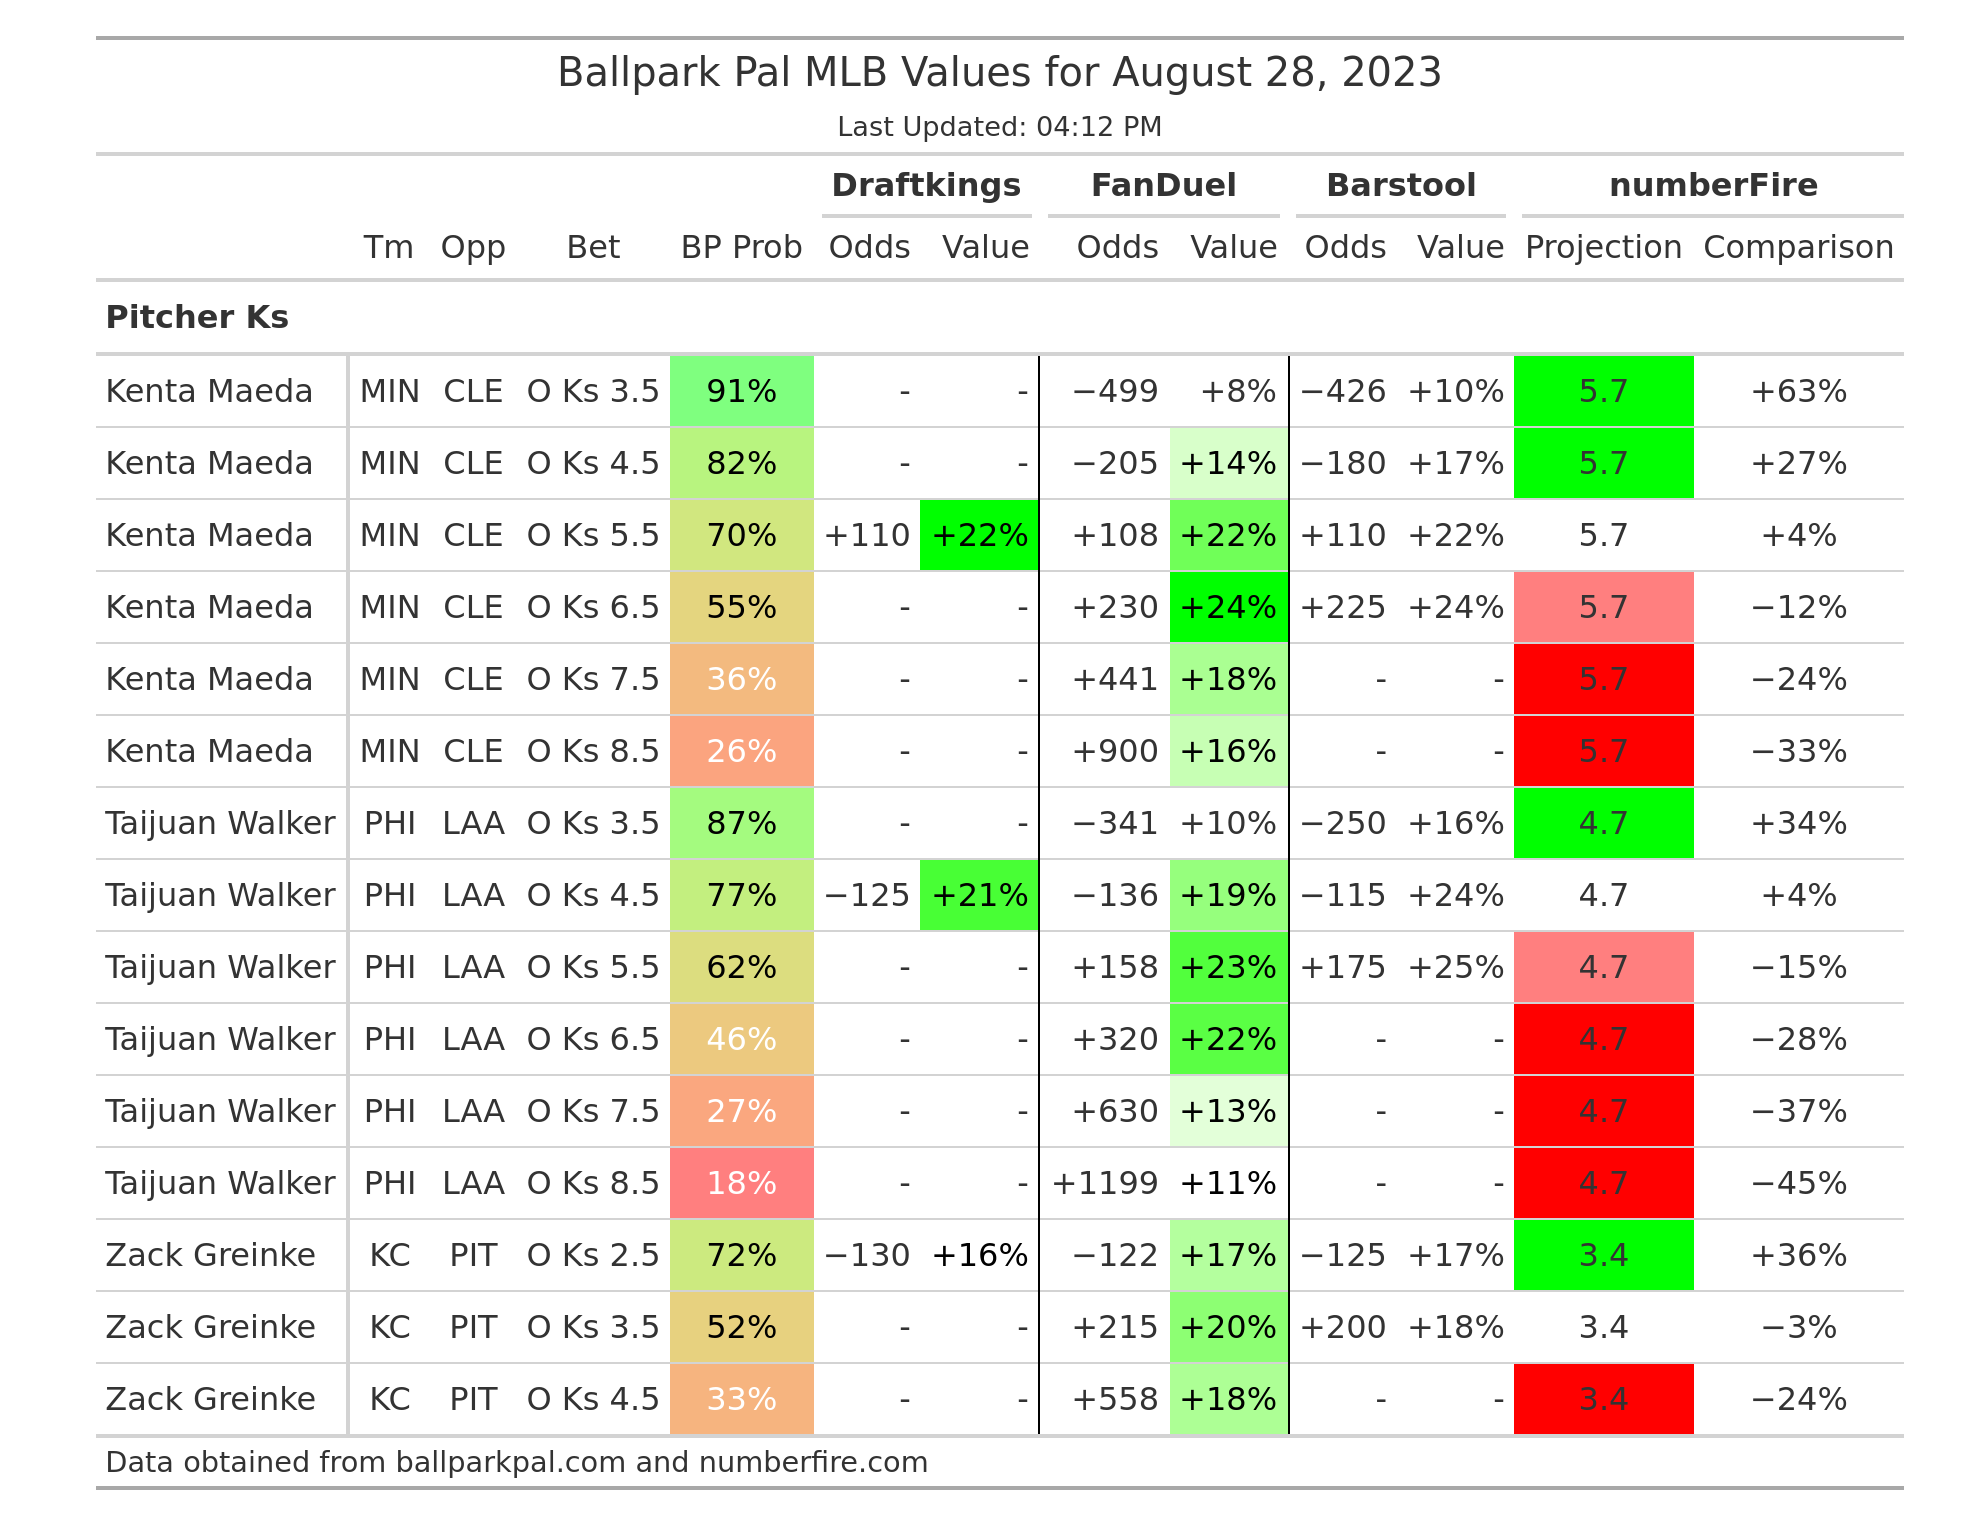 Ballpark Pal MLB Values for August 28, 2023
Last Updated: 04:12 PM
Draftkings FanDuel Barstool numberFire
Tm Opp Bet BP Prob Odds Value Odds Value Odds Value Projection Comparison
Pitcher Ks
Kenta Maeda MIN CLE O Ks 3.5 91% - - −499 +8% −426 +10% 5.7 +63%
Kenta Maeda MIN CLE O Ks 4.5 82% - - −205 +14% −180 +17% 5.7 +27%
Kenta Maeda MIN CLE O Ks 5.5 70% +110 +22% +108 +22% +110 +22% 5.7 +4%
Kenta Maeda MIN CLE O Ks 6.5 55% - - +230 +24% +225 +24% 5.7 −12%
Kenta Maeda MIN CLE O Ks 7.5 36% - - +441 +18% - - 5.7 −24%
Kenta Maeda MIN CLE O Ks 8.5 26% - - +900 +16% - - 5.7 −33%
Taijuan Walker PHI LAA O Ks 3.5 87% - - −341 +10% −250 +16% 4.7 +34%
Taijuan Walker PHI LAA O Ks 4.5 77% −125 +21% −136 +19% −115 +24% 4.7 +4%
Taijuan Walker PHI LAA O Ks 5.5 62% - - +158 +23% +175 +25% 4.7 −15%
Taijuan Walker PHI LAA O Ks 6.5 46% - - +320 +22% - - 4.7 −28%
Taijuan Walker PHI LAA O Ks 7.5 27% - - +630 +13% - - 4.7 −37%
Taijuan Walker PHI LAA O Ks 8.5 18% - - +1199 +11% - - 4.7 −45%
Zack Greinke KC PIT O Ks 2.5 72% −130 +16% −122 +17% −125 +17% 3.4 +36%
Zack Greinke KC PIT O Ks 3.5 52% - - +215 +20% +200 +18% 3.4 −3%
Zack Greinke KC PIT O Ks 4.5 33% - - +558 +18% - - 3.4 −24%
Data obtained from ballparkpal.com and numberfire.com